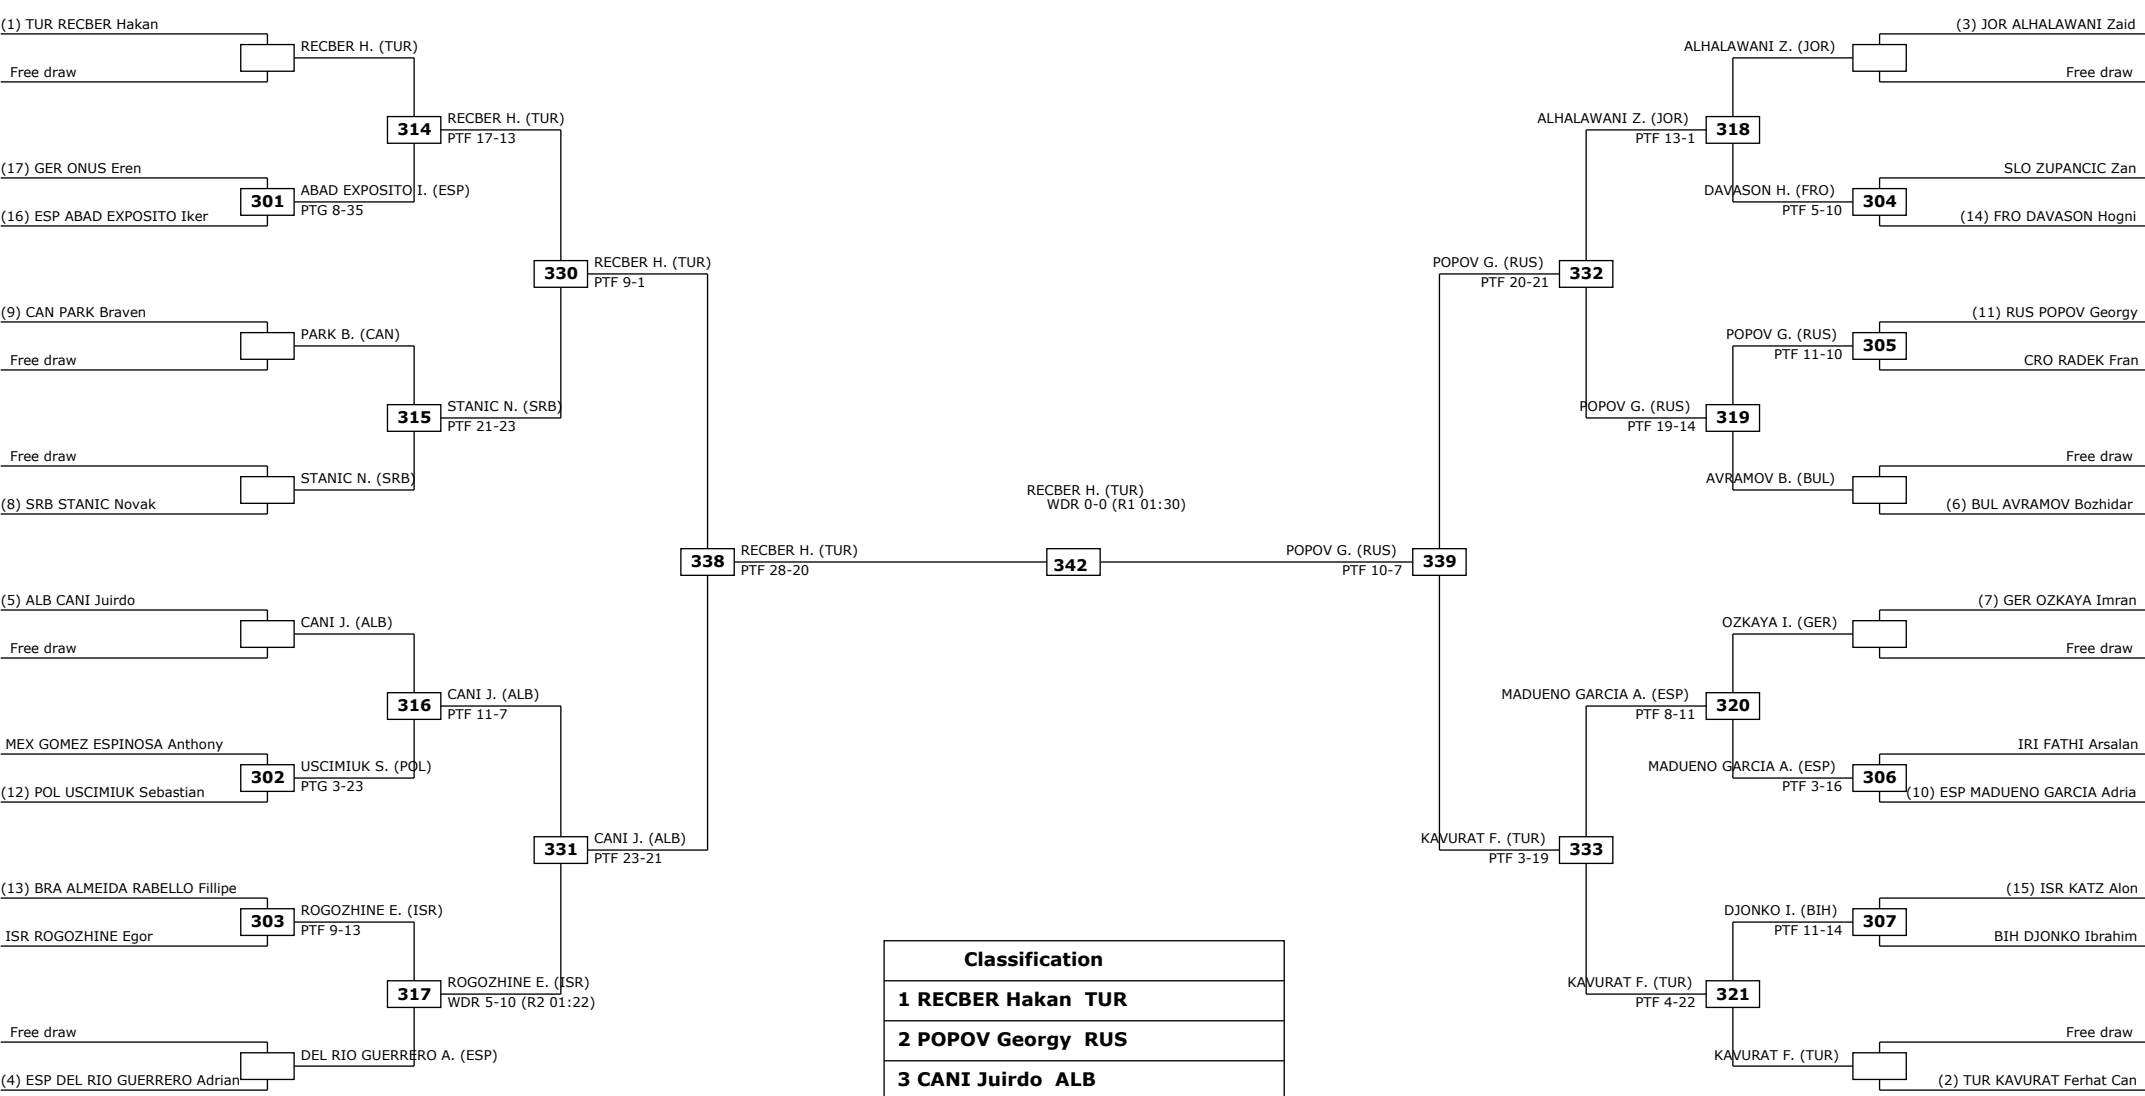 (1) TUR RECBER Hakan
RECBER H. (TUR)
Free draw
314
RECBER H. (TUR)
PTF 17-13
(17) GER ONUS Eren
301
ABAD EXPOSITO I. (ESP)
PTG 8-35
(16) ESP ABAD EXPOSITO Iker
330
RECBER H. (TUR)
PTF 9-1
(9) CAN PARK Braven
PARK B. (CAN)
Free draw
315
STANIC N. (SRB)
PTF 21-23
Free draw
STANIC N. (SRB)
(8) SRB STANIC Novak
338
RECBER H. (TUR)
PTF 28-20
(5) ALB CANI Juirdo
CANI J. (ALB)
Free draw
316
CANI J. (ALB)
PTF 11-7
MEX GOMEZ ESPINOSA Anthony
302
USCIMIUK S. (POL)
PTG 3-23
(12) POL USCIMIUK Sebastian
331
CANI J. (ALB)
PTF 23-21
(13) BRA ALMEIDA RABELLO Fillipe
303
ROGOZHINE E. (ISR)
PTF 9-13
ISR ROGOZHINE Egor
317
ROGOZHINE E. (ISR)
WDR 5-10 (R2 01:22)
Free draw
DEL RIO GUERRERO A. (ESP)
(4) ESP DEL RIO GUERRERO Adrian
RECBER H. (TUR)
WDR 0-0 (R1 01:30)
342
(3) JOR ALHALAWANI Zaid
ALHALAWANI Z. (JOR)
Free draw
ALHALAWANI Z. (JOR)
PTF 13-1
318
SLO ZUPANCIC Zan
DAVASON H. (FRO)
PTF 5-10
304
(14) FRO DAVASON Hogni
POPOV G. (RUS)
PTF 20-21
332
(11) RUS POPOV Georgy
POPOV G. (RUS)
PTF 11-10
305
CRO RADEK Fran
POPOV G. (RUS)
PTF 19-14
319
Free draw
AVRAMOV B. (BUL)
(6) BUL AVRAMOV Bozhidar
POPOV G. (RUS)
PTF 10-7
339
(7) GER OZKAYA Imran
OZKAYA I. (GER)
Free draw
MADUENO GARCIA A. (ESP)
PTF 8-11
320
IRI FATHI Arsalan
MADUENO GARCIA A. (ESP)
PTF 3-16
306
(10) ESP MADUENO GARCIA Adria
KAVURAT F. (TUR)
PTF 3-19
333
(15) ISR KATZ Alon
DJONKO I. (BIH)
PTF 11-14
307
BIH DJONKO Ibrahim
KAVURAT F. (TUR)
PTF 4-22
321
Free draw
KAVURAT F. (TUR)
(2) TUR KAVURAT Ferhat Can
Classification
1 RECBER Hakan TUR
2 POPOV Georgy RUS
3 CANI Juirdo ALB